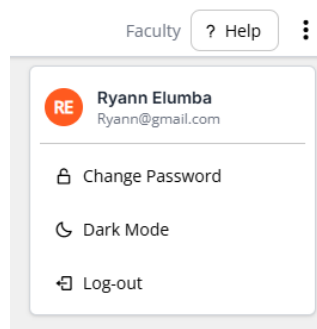 Faculty ? Help
RE Ryann Elumba
Ryann@gmail.com
Change Password
Dark Mode
Log-out